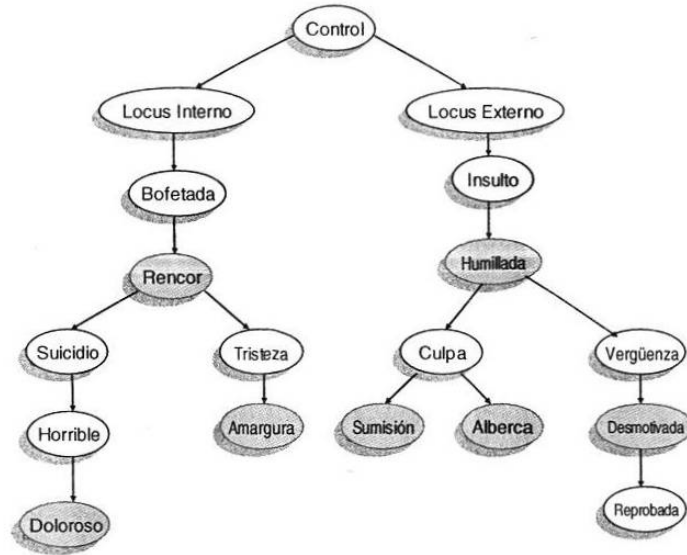 Control
Locus Interno
Locus Externo
Bofetada
Insulto
Rencor
Humillada
Suicidio
Tristeza
Culpa
Vergüenza
Horrible
Amargura
Sumisión
Alberca
Desmotivada
Doloroso
Reprobada